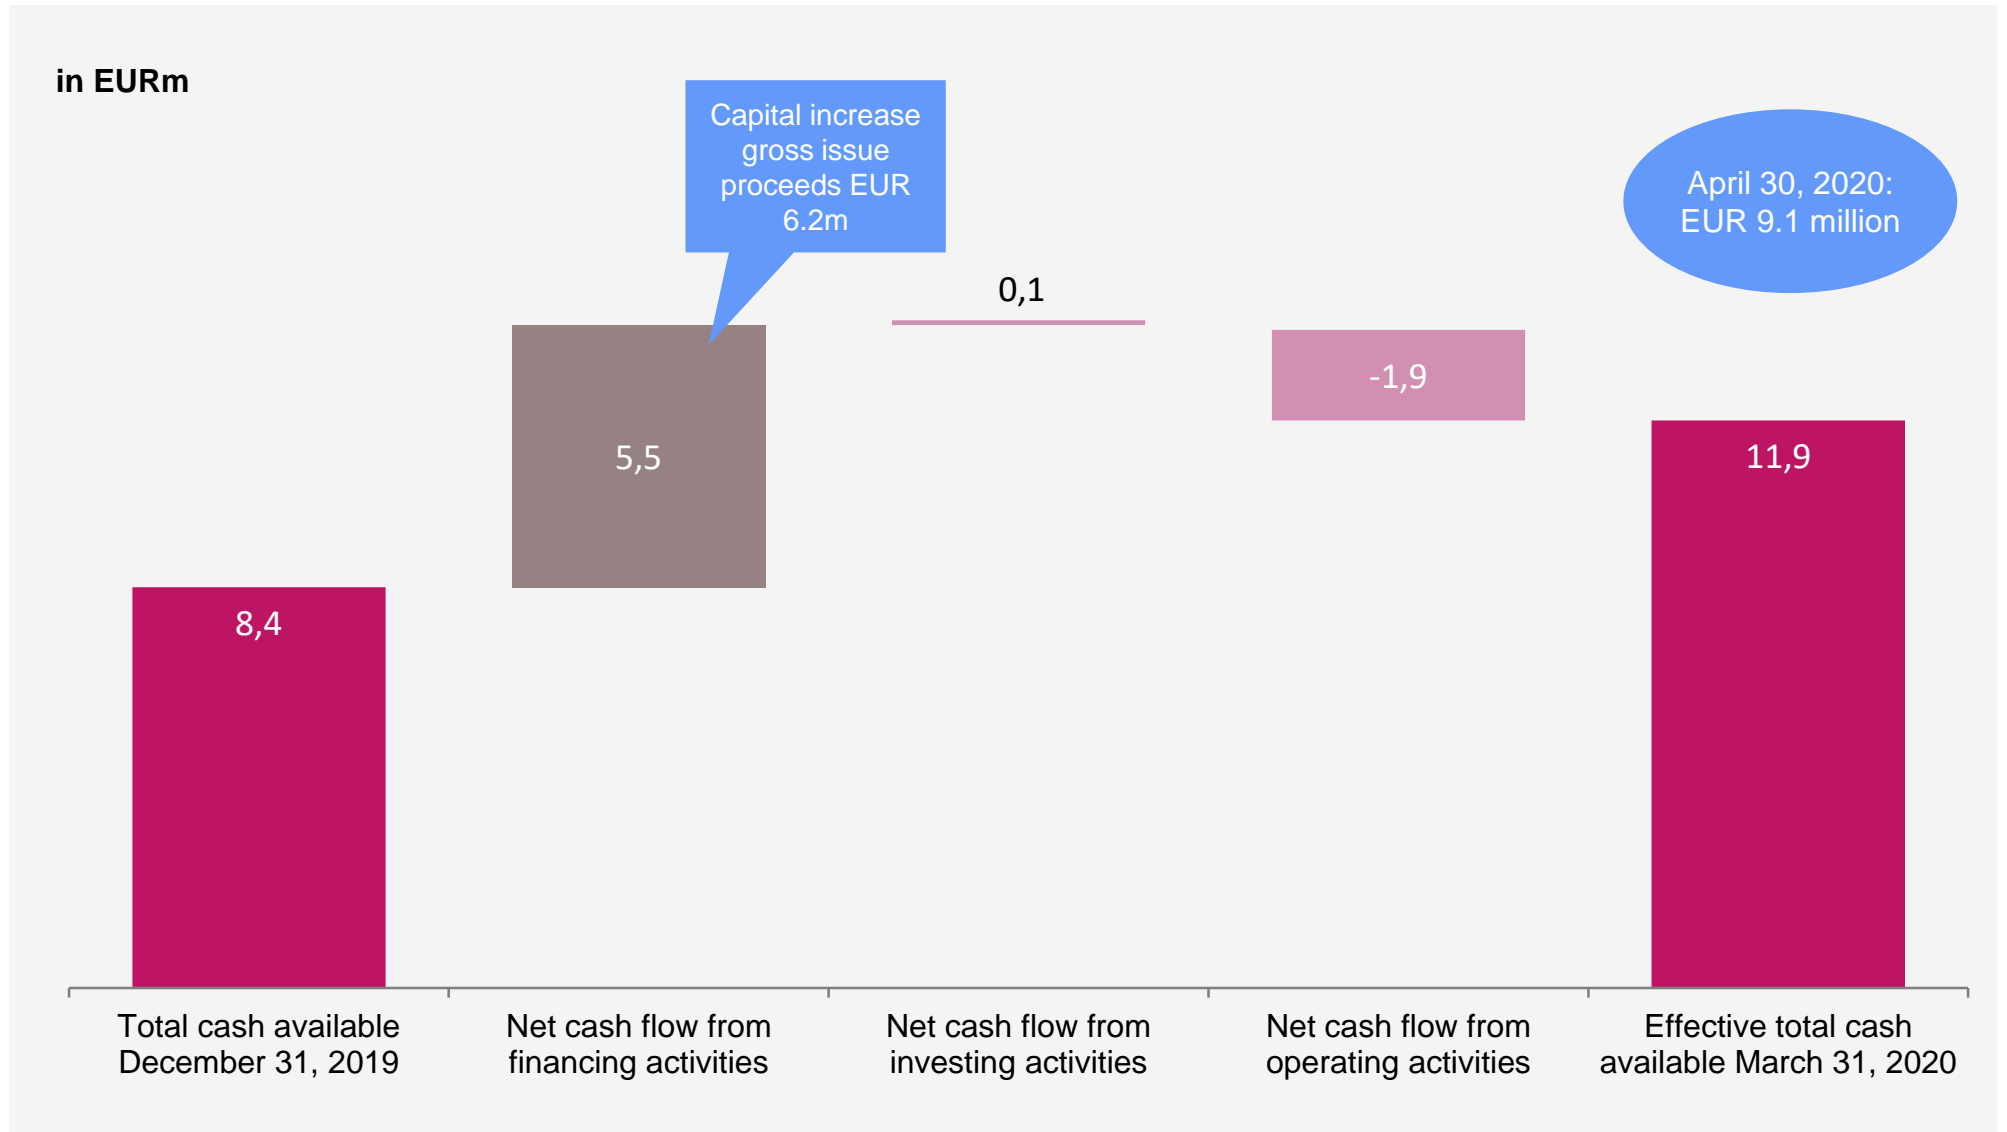 in EURm
Capital increase
gross issue
proceeds EUR
6.2m
April 30, 2020:
EUR 9.1 million
0,1
-1,9
5,5
11,9
8,4
Total cash available
December 31, 2019
Net cash flow from
financing activities
Net cash flow from
investing activities
Net cash flow from
operating activities
Effective total cash
available March 31, 2020